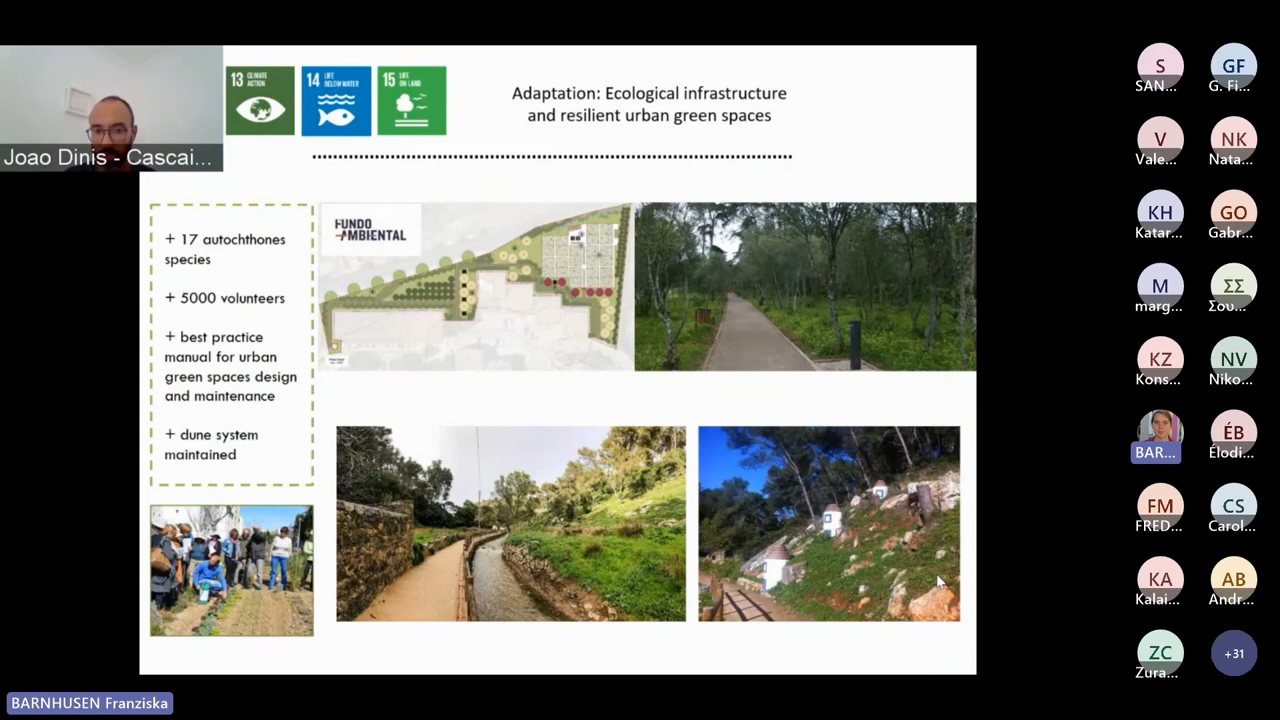 Joao Dinis - Cascai...
13 CLIMATE
ACTION
14 LIFE
BELOW WATER
15 LIFE
ON LAND
Adaptation: Ecological infrastructure
and resilient urban green spaces
+ 17 autochthones
species
+ 5000 volunteers
+ best practice
manual for urban
green spaces design
and maintenance
+ dune system
maintained
FUNDO
AMBIENTAL
S
SAN...
GF
G. Fi...
V
Vale...
NK
Nata...
KH
Katar...
GO
Gabr...
M
marg...
ΣΣ
Σου...
KZ
Kons...
NV
Niko...
BAR...
ÉB
Élodi...
FM
FRED...
CS
Carol...
KA
Kalai...
AB
Andr...
ZC
Zura...
+31
BARNHUSEN Franziska